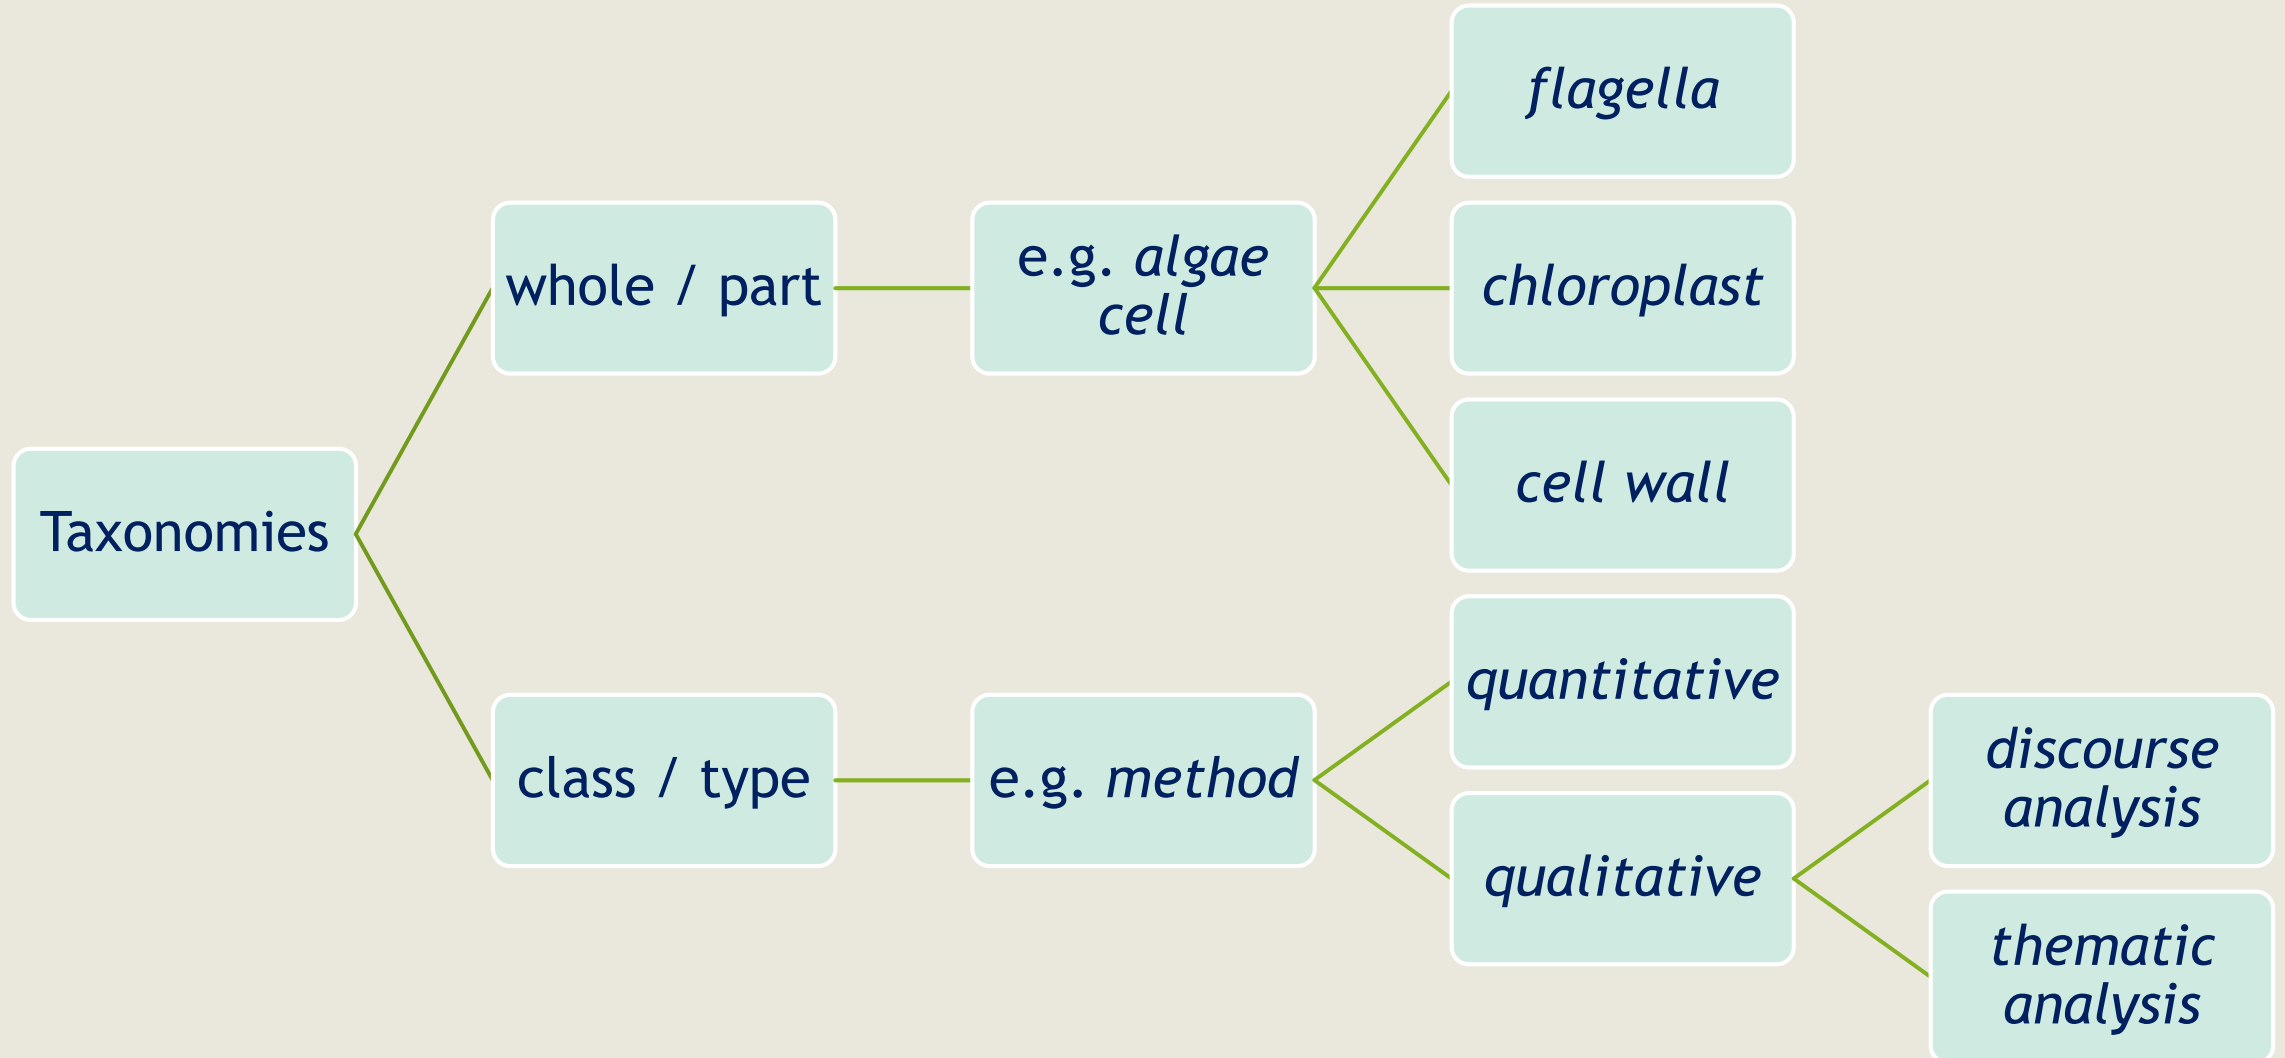 Taxonomies
whole / part
e.g. algae
cell
flagella
chloroplast
cell wall
class / type
e.g. method
quantitative
qualitative
discourse
analysis
thematic
analysis